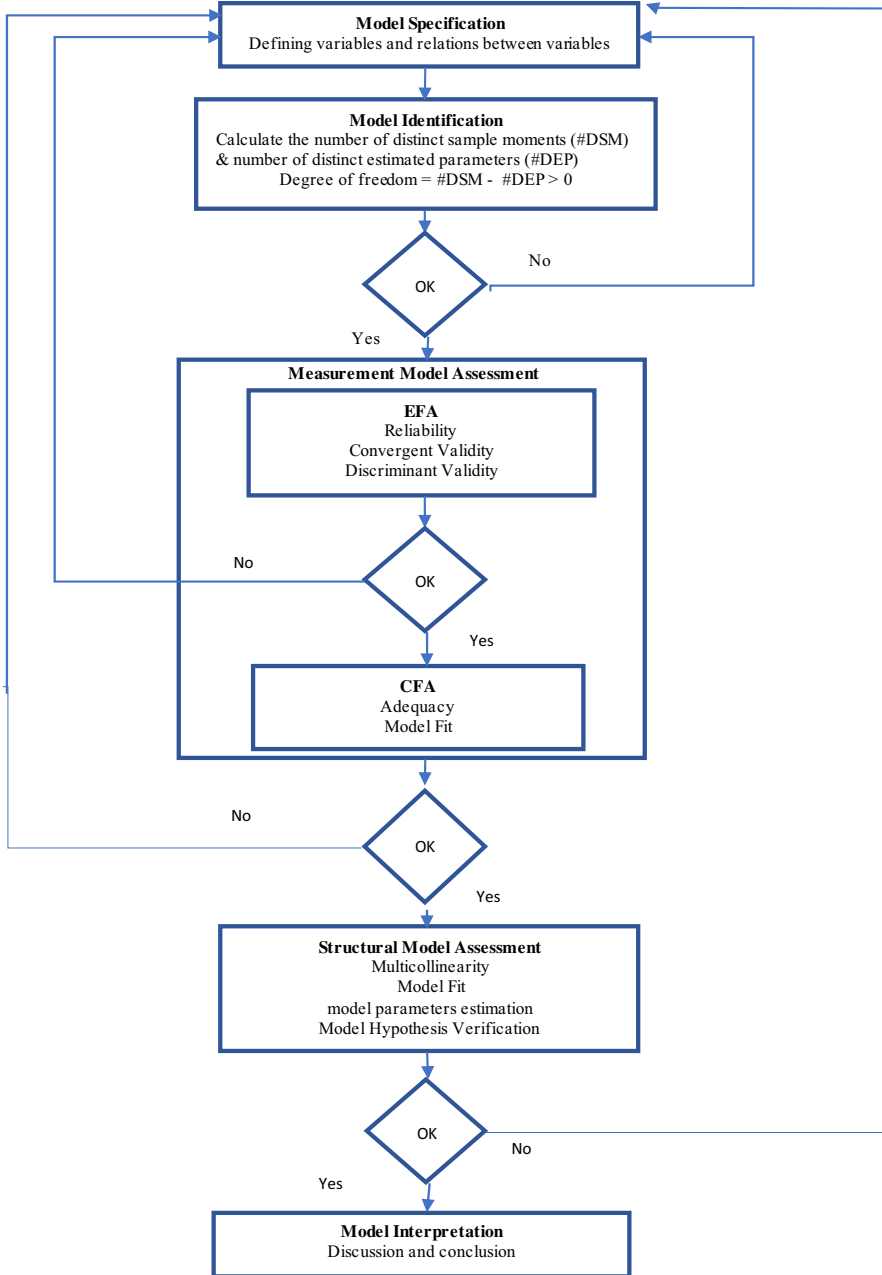 Model Specification
Defining variables and relations between variables
Model Identification
Calculate the number of distinct sample moments (#DSM)
& number of distinct estimated parameters (#DEP)
Degree of freedom = #DSM - #DEP > 0
OK
No
Yes
Measurement Model Assessment
EFA
Reliability
Convergent Validity
Discriminant Validity
No
OK
Yes
CFA
Adequacy
Model Fit
No
OK
Yes
Structural Model Assessment
Multicollinearity
Model Fit
model parameters estimation
Model Hypothesis Verification
OK
No
Yes
Model Interpretation
Discussion and conclusion